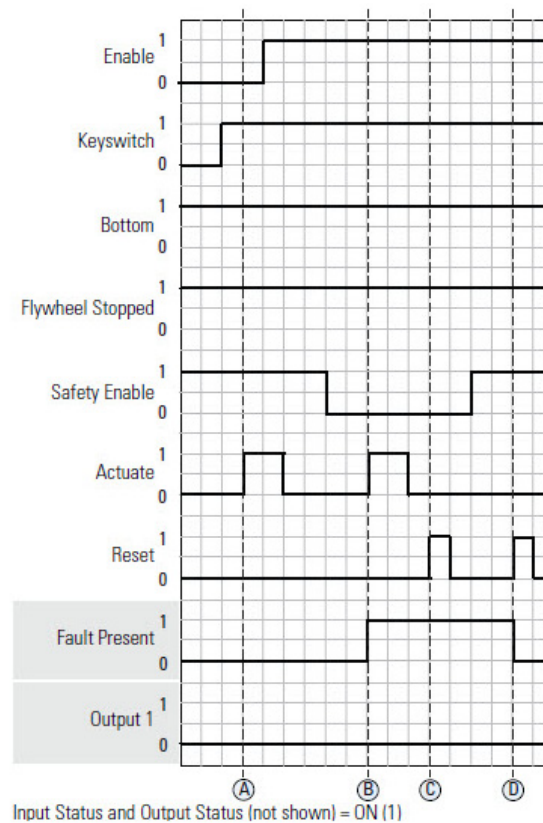 Enable 1
0
Keyswitch 1
0
Bottom 1
0
Flywheel Stopped 1
0
Safety Enable 1
0
Actuate 1
0
Reset 1
0
Fault Present 1
0
Output 1 1
0
Ⓐ Ⓑ Ⓒ Ⓓ
Input Status and Output Status (not shown) = ON (1)